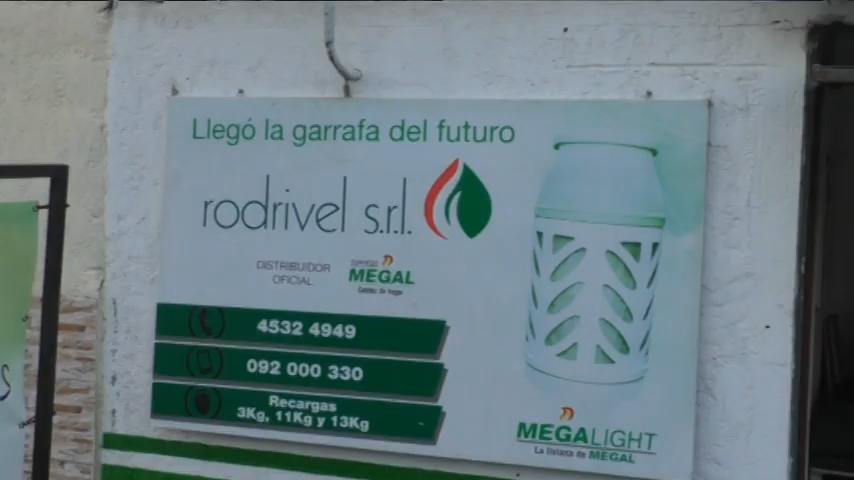 Llegó la garrafa del futuro
rodrivel s.r.l.
DISTRIBUIDOR
OFICIAL
MEGAL
4532 4949
092 000 330
Recargas
3Kg, 11Kg y 13Kg
MEGALIGHT
La liviana de MEGAL